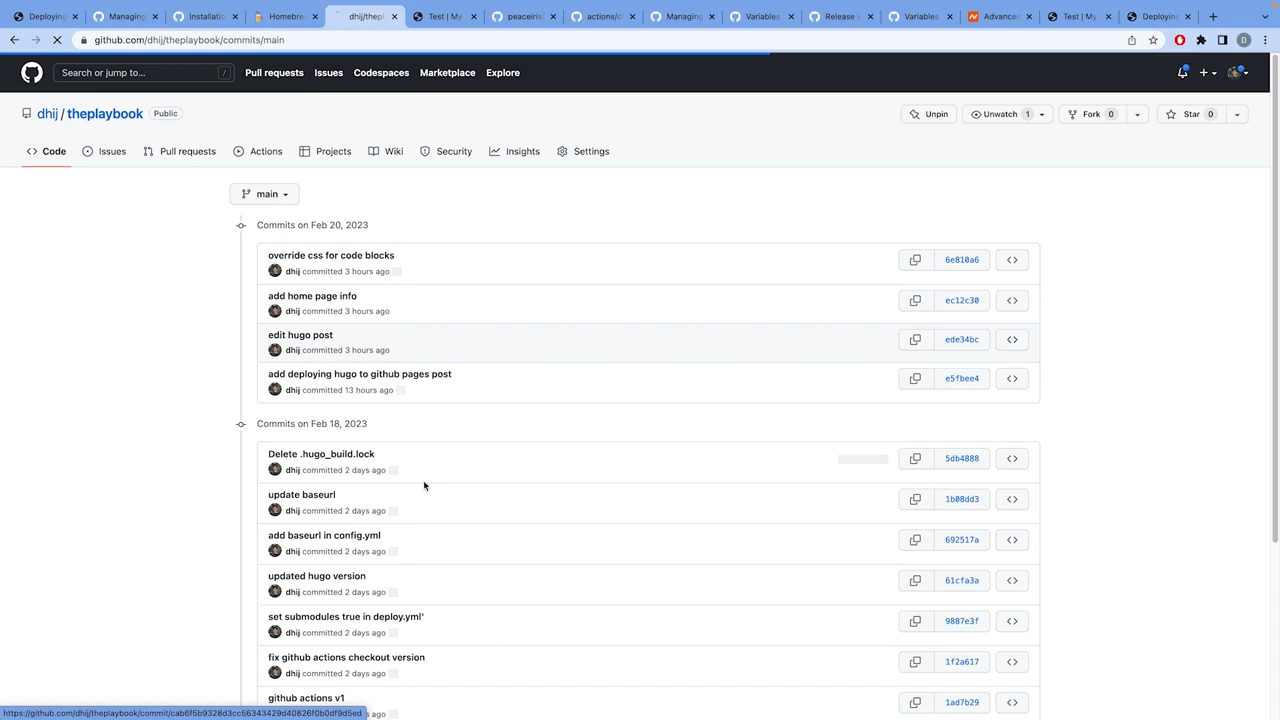 Deploying
Managing
Installatio
Homebre
dhij/thepl
Test | My
peaceiris
actions/c
Managing
Variables
Release
Variables
Advance
Test | My
Deploying
github.com/dhij/theplaybook/commits/main
D
Search or jump to... /
Pull requests
Issues
Codespaces
Marketplace
Explore
dhij / theplaybook Public
Unpin
Unwatch 1
Fork 0
Star 0
Code
Issues
Pull requests
Actions
Projects
Wiki
Security
Insights
Settings
main
Commits on Feb 20, 2023
override css for code blocks
dhij committed 3 hours ago
6e810a6
add home page info
dhij committed 3 hours ago
ec12c30
edit hugo post
dhij committed 3 hours ago
ede34bc
add deploying hugo to github pages post
dhij committed 13 hours ago
e5fbee4
Commits on Feb 18, 2023
Delete .hugo_build.lock
dhij committed 2 days ago
5db4888
update baseurl
dhij committed 2 days ago
1b08dd3
add baseurl in config.yml
dhij committed 2 days ago
692517a
updated hugo version
dhij committed 2 days ago
61cfa3a
set submodules true in deploy.yml'
dhij committed 2 days ago
9887e3f
fix github actions checkout version
dhij committed 2 days ago
1f2a617
github actions v1
1ad7b29
https://github.com/dhij/theplaybook/commit/cab6f5b9328d3cc56343429d40826f0b0df9d5ed
ys ago